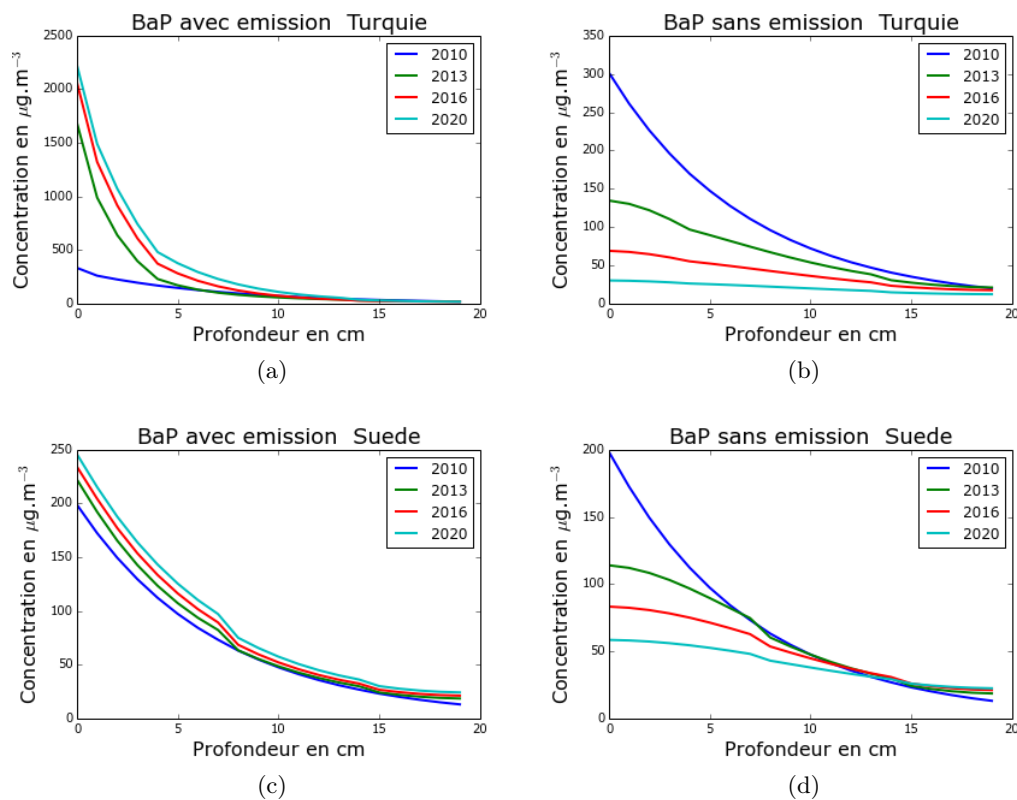 BaP avec emission  Turquie
Concentration en μg.m⁻³
2500
2000
1500
1000
500
0
2010
2013
2016
2020
0 5 10 15 20
Profondeur en cm
(a)
BaP sans emission  Turquie
Concentration en μg.m⁻³
350
300
250
200
150
100
50
0
2010
2013
2016
2020
0 5 10 15 20
Profondeur en cm
(b)
BaP avec emission  Suede
Concentration en μg.m⁻³
250
200
150
100
50
0
2010
2013
2016
2020
0 5 10 15 20
Profondeur en cm
(c)
BaP sans emission  Suede
Concentration en μg.m⁻³
200
150
100
50
0
2010
2013
2016
2020
0 5 10 15 20
Profondeur en cm
(d)